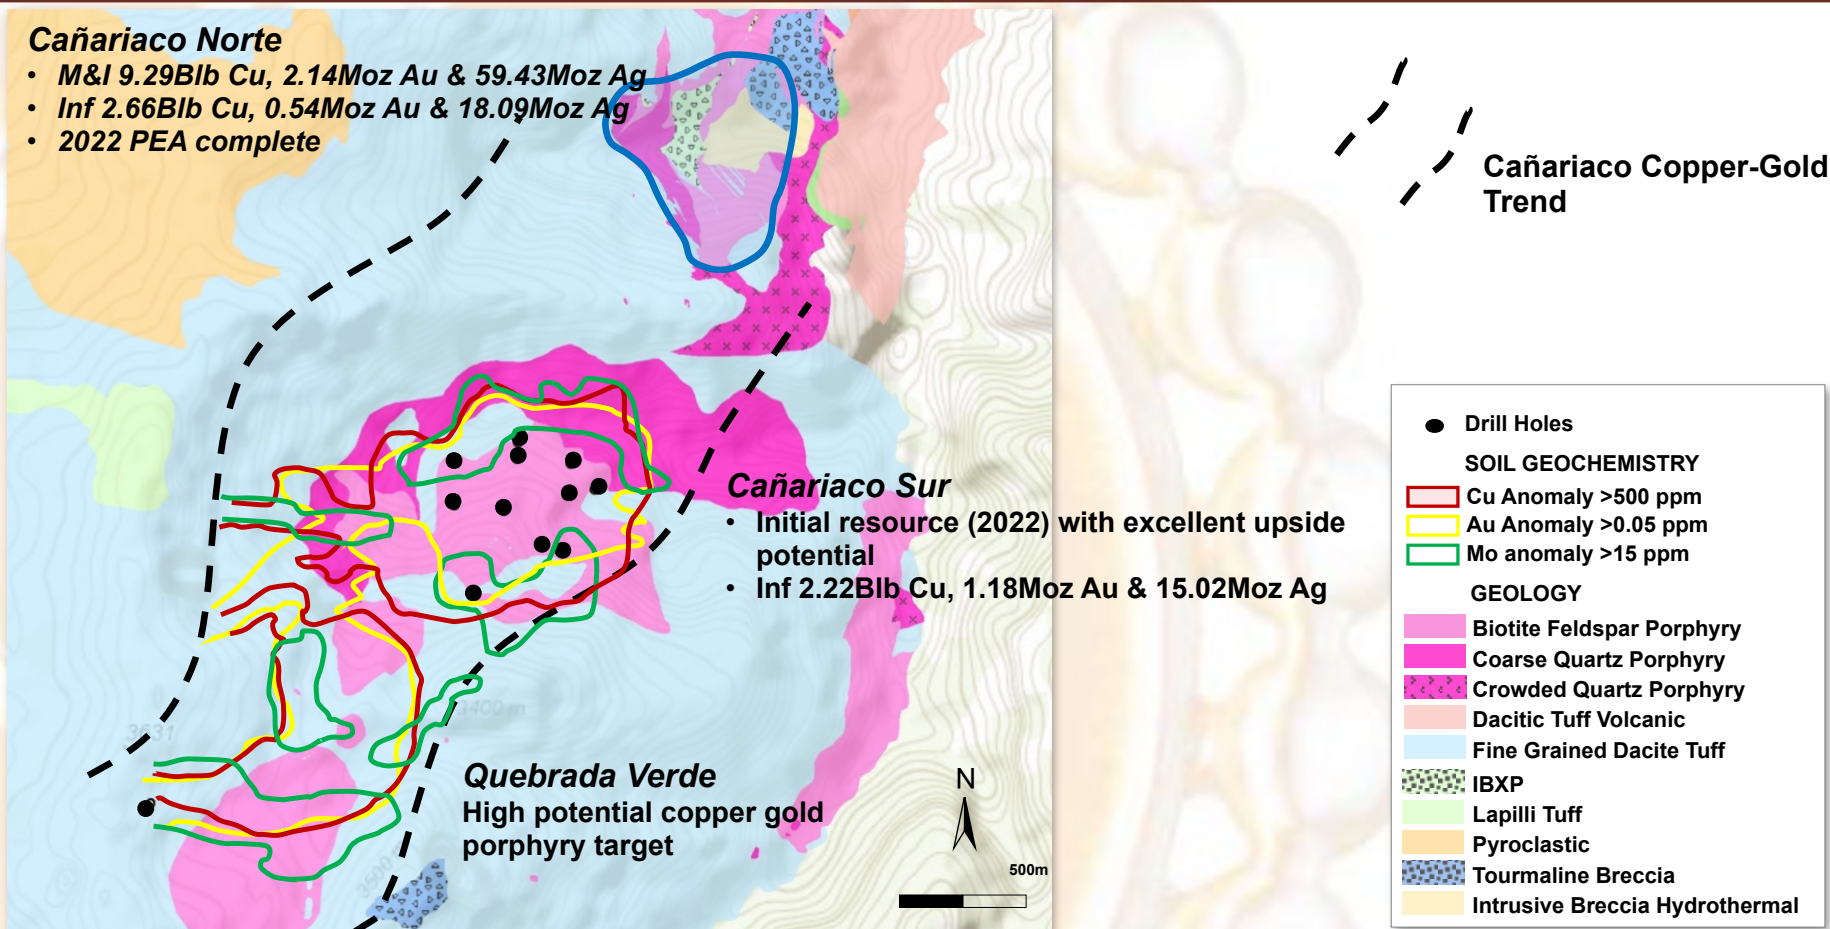 Cañariaco Norte
• M&I 9.29Blb Cu, 2.14Moz Au & 59.43Moz Ag
• Inf 2.66Blb Cu, 0.54Moz Au & 18.09Moz Ag
• 2022 PEA complete
Cañariaco Copper-Gold
Trend
Cañariaco Sur
• Initial resource (2022) with excellent upside
potential
• Inf 2.22Blb Cu, 1.18Moz Au & 15.02Moz Ag
3400 m
3631
Quebrada Verde
High potential copper gold
porphyry target
3500
N
500m
Drill Holes
SOIL GEOCHEMISTRY
Cu Anomaly >500 ppm
Au Anomaly >0.05 ppm
Mo anomaly >15 ppm
GEOLOGY
Biotite Feldspar Porphyry
Coarse Quartz Porphyry
Crowded Quartz Porphyry
Dacitic Tuff Volcanic
Fine Grained Dacite Tuff
IBXP
Lapilli Tuff
Pyroclastic
Tourmaline Breccia
Intrusive Breccia Hydrothermal